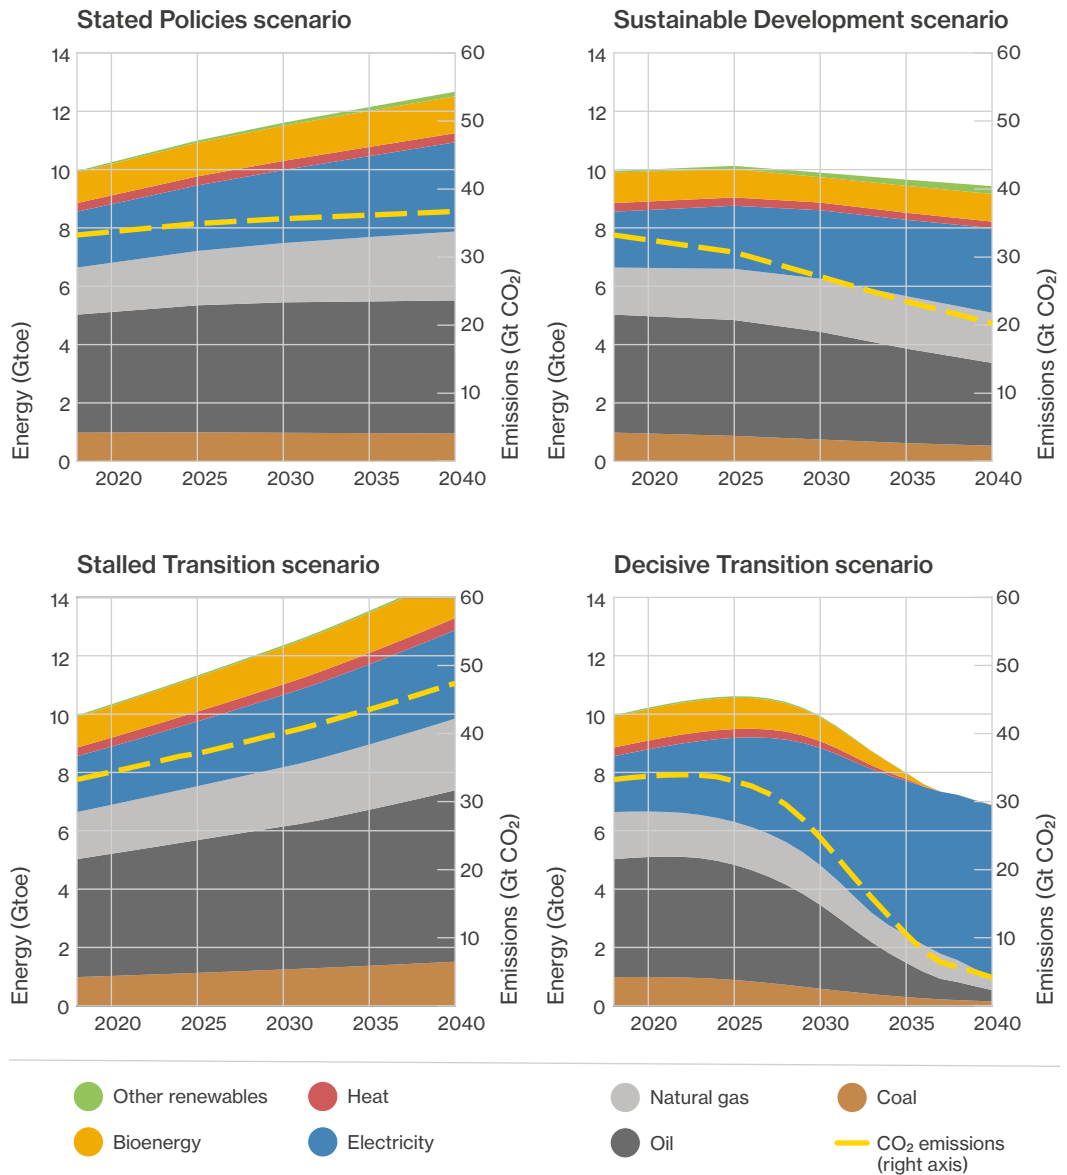 Stated Policies scenario
Sustainable Development scenario
14
12
10
8
6
4
2
0
60
50
40
30
20
10
2020 2025 2030 2035 2040
Energy (Gtoe)
Emissions (Gt CO₂)
14
12
10
8
6
4
2
0
60
50
40
30
20
10
2020 2025 2030 2035 2040
Energy (Gtoe)
Emissions (Gt CO₂)
Stalled Transition scenario
Decisive Transition scenario
14
12
10
8
6
4
2
0
60
50
40
30
20
10
2020 2025 2030 2035 2040
Energy (Gtoe)
Emissions (Gt CO₂)
14
12
10
8
6
4
2
0
60
50
40
30
20
10
2020 2025 2030 2035 2040
Energy (Gtoe)
Emissions (Gt CO₂)
Other renewables
Heat
Natural gas
Coal
Bioenergy
Electricity
Oil
CO₂ emissions
(right axis)